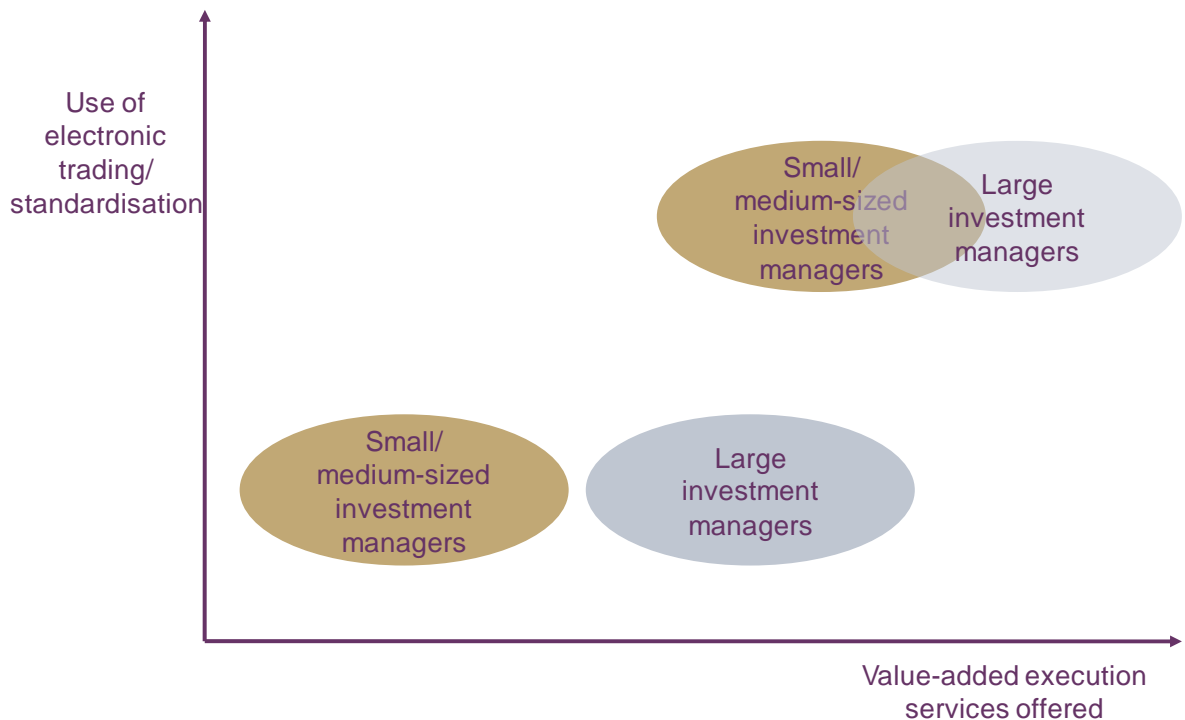 Use of
electronic
trading/
standardisation
Small/
medium-sized
investment
managers
Large
investment
managers
Small/
medium-sized
investment
managers
Large
investment
managers
Value-added execution
services offered